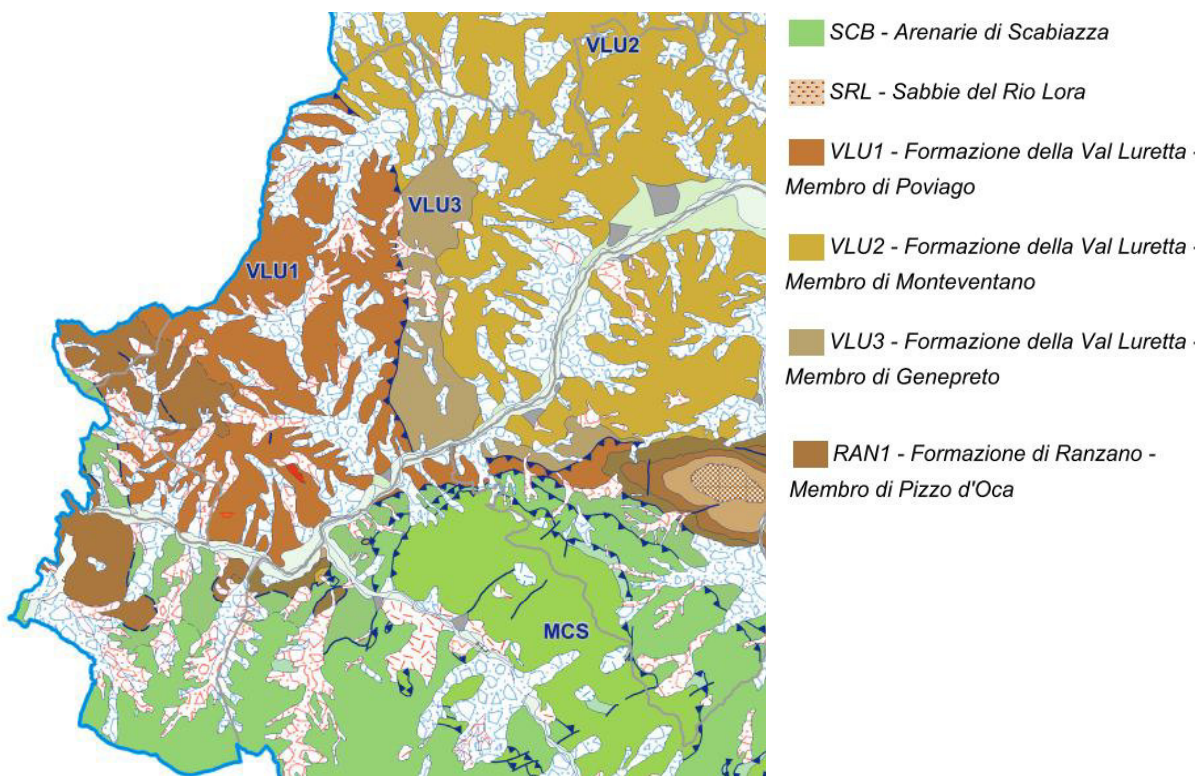 VLU2
VLU3
VLU1
MCS
SCB - Arenarie di Scabiazza
SRL - Sabbie del Rio Lora
VLU1 - Formazione della Val Luretta -
Membro di Poviago
VLU2 - Formazione della Val Luretta -
Membro di Monteventano
VLU3 - Formazione della Val Luretta -
Membro di Genepreto
RAN1 - Formazione di Ranzano -
Membro di Pizzo d'Oca